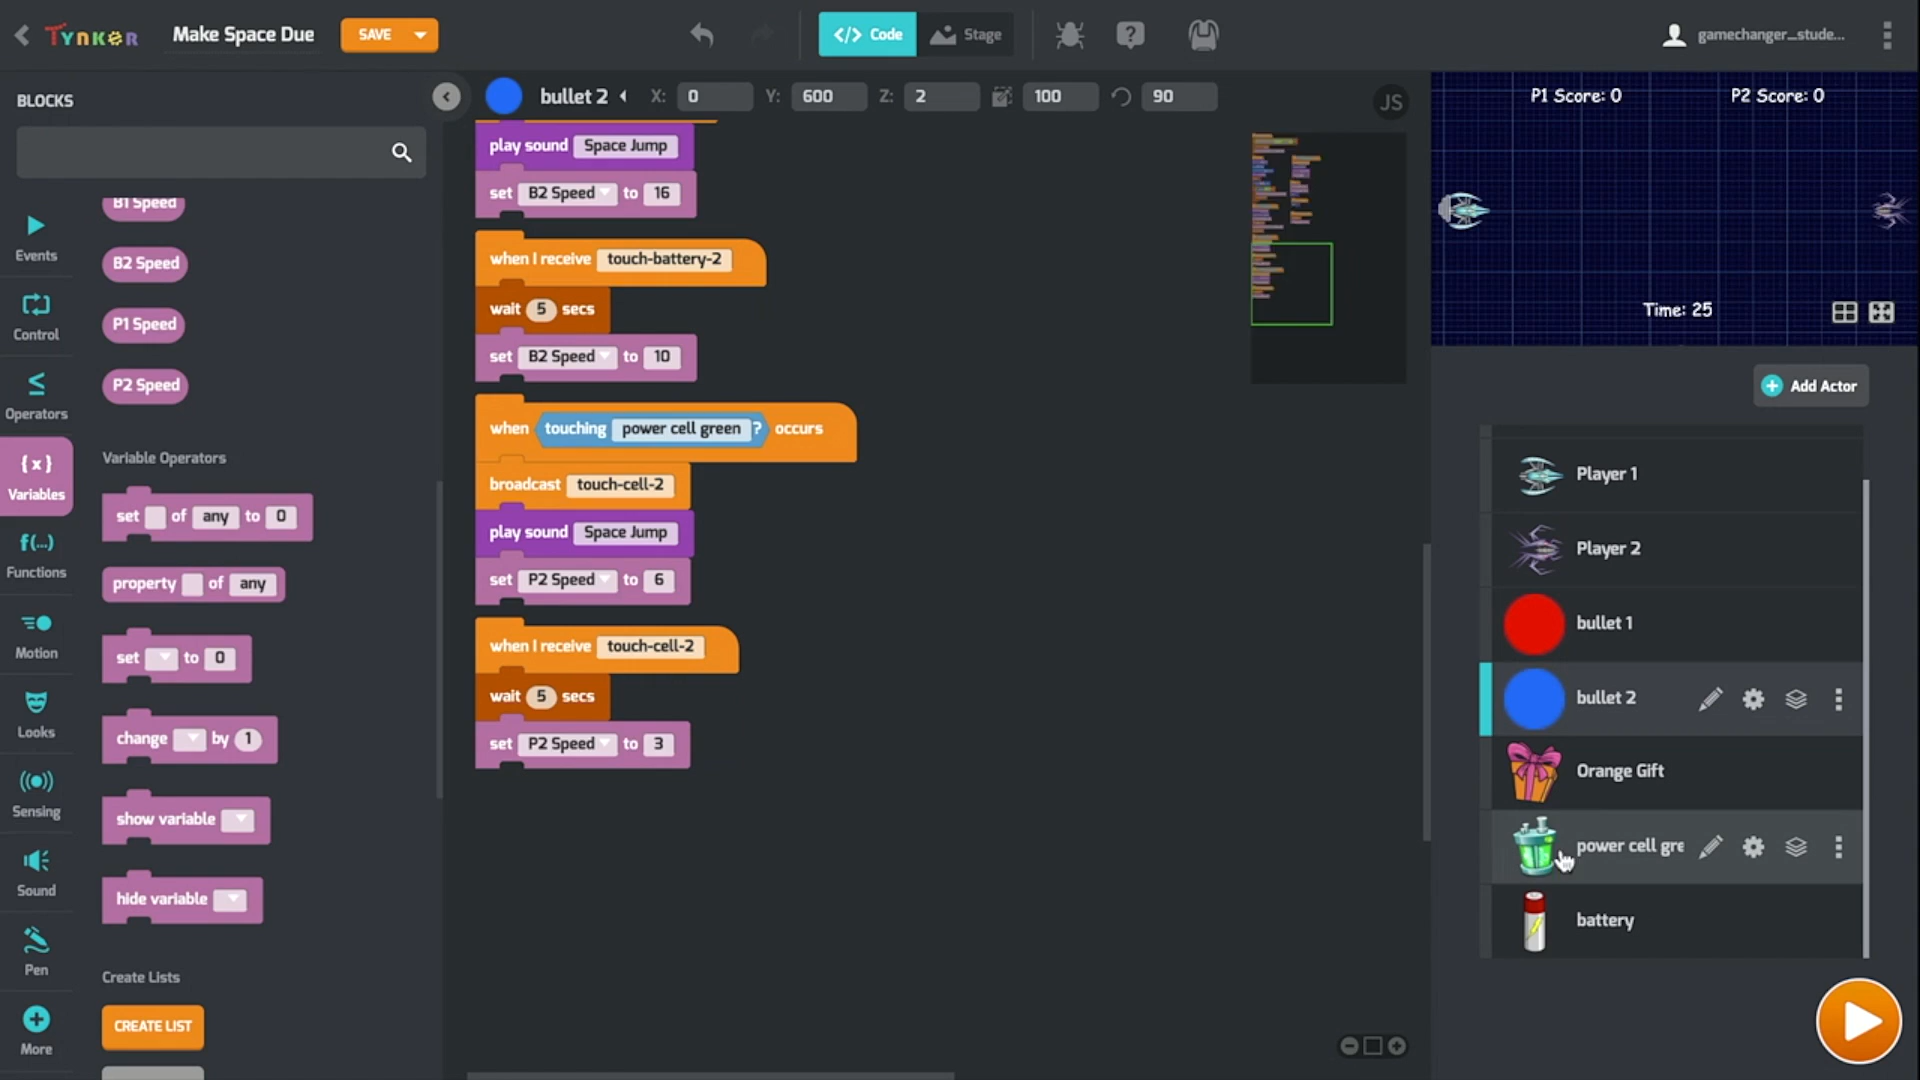 TYNKER
Make Space Due
SAVE
</> Code
Stage
gamechanger_stude...
BLOCKS
Events
Control
Operators
{x}
Variables
f(...)
Functions
Motion
Looks
Sensing
Sound
Pen
More
B1 Speed
B2 Speed
P1 Speed
P2 Speed
Variable Operators
set of any to 0
property of any
set to 0
change by 1
show variable
hide variable
Create Lists
CREATE LIST
bullet 2 X: 0 Y: 600 Z: 2 100 90
JS
play sound Space Jump
set B2 Speed to 16
when I receive touch-battery-2
wait 5 secs
set B2 Speed to 10
when touching power cell green ? occurs
broadcast touch-cell-2
play sound Space Jump
set P2 Speed to 6
when I receive touch-cell-2
wait 5 secs
set P2 Speed to 3
P1 Score: 0 P2 Score: 0
Time: 25
Add Actor
Player 1
Player 2
bullet 1
bullet 2
Orange Gift
power cell gre
battery